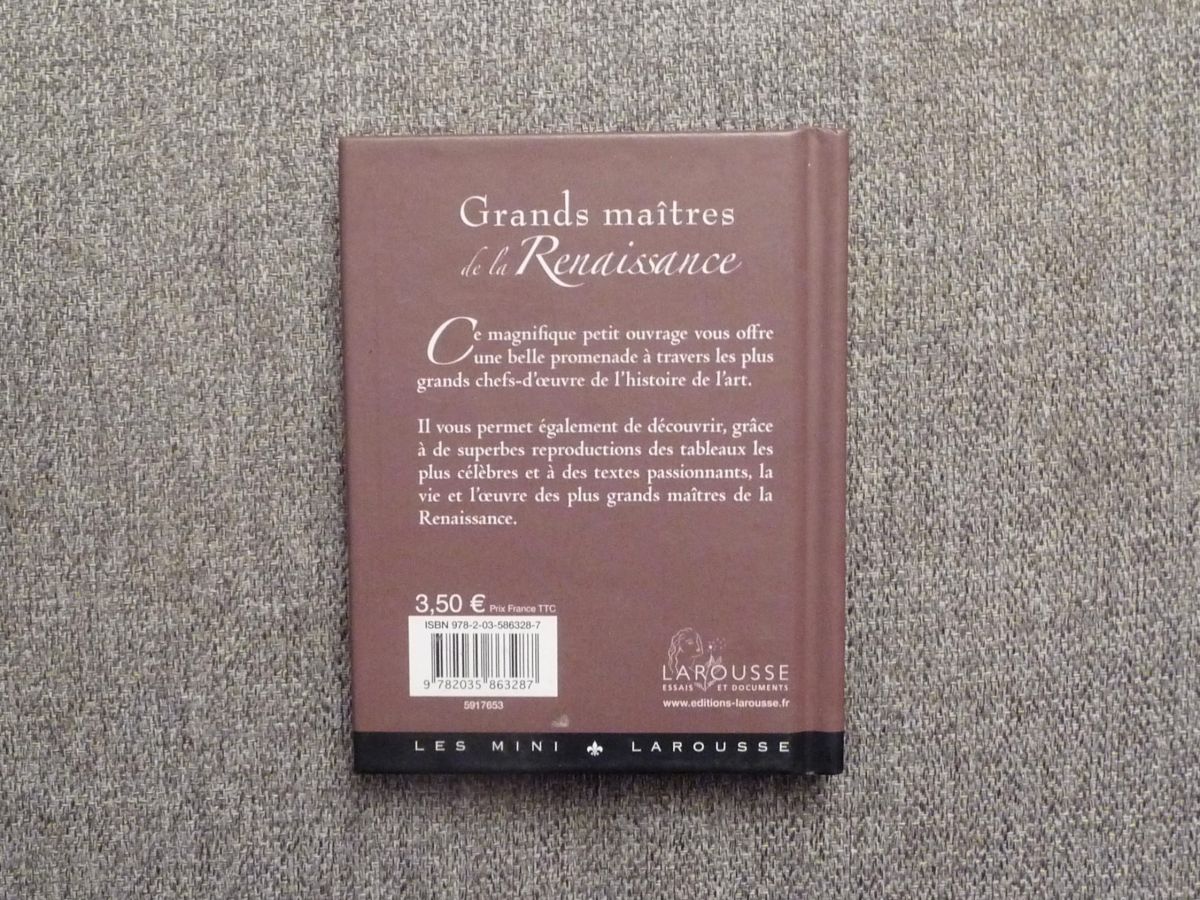 Grands maîtres
de la Renaissance
Ce magnifique petit ouvrage vous offre
une belle promenade à travers les plus
grands chefs-d'œuvre de l'histoire de l'art.
Il vous permet également de découvrir, grâce
à de superbes reproductions des tableaux les
plus célèbres et à des textes passionnants, la
vie et l'œuvre des plus grands maîtres de la
Renaissance.
3,50 € Prix France TTC
ISBN 978-2-03-586328-7
9 782035 863287
5917653
LAROUSSE
ESSAIS ET DOCUMENTS
www.editions-larousse.fr
LES MINI LAROUSSE